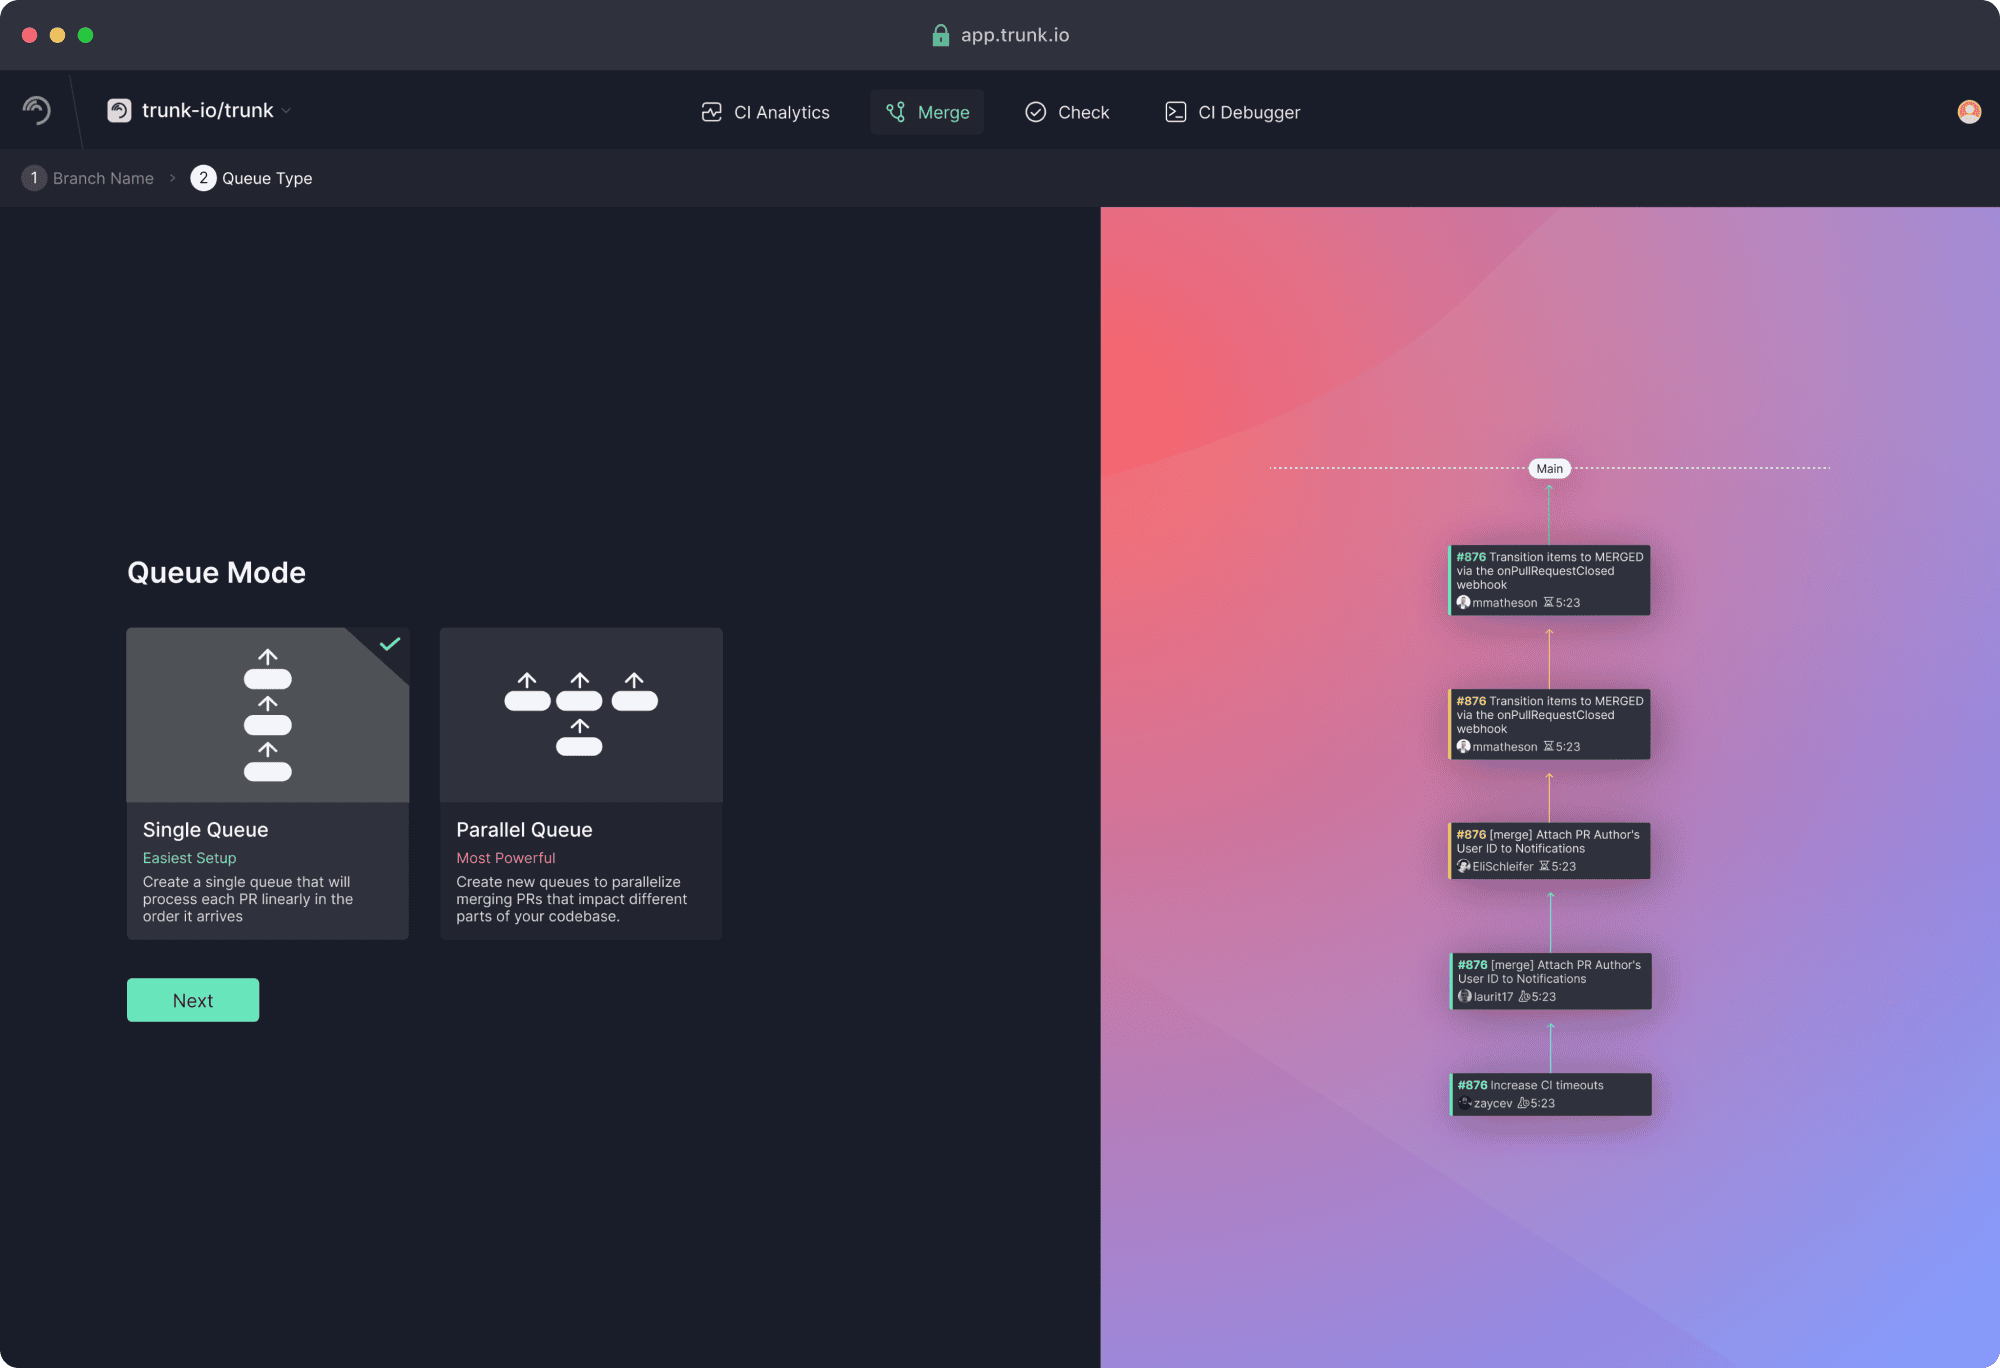 app.trunk.io
trunk-io/trunk
CI Analytics
Merge
Check
CI Debugger
1 Branch Name > 2 Queue Type
Queue Mode
Single Queue
Easiest Setup
Create a single queue that will
process each PR linearly in the
order it arrives
Parallel Queue
Most Powerful
Create new queues to parallelize
merging PRs that impact different
parts of your codebase.
Next
Main
#876 Transition items to MERGED
via the onPullRequestClosed
webhook
mmatheson 5:23
#876 Transition items to MERGED
via the onPullRequestClosed
webhook
mmatheson 5:23
#876 [merge] Attach PR Author's
User ID to Notifications
EliSchleifer 5:23
#876 [merge] Attach PR Author's
User ID to Notifications
laurit17 5:23
#876 Increase CI timeouts
zaycev 5:23